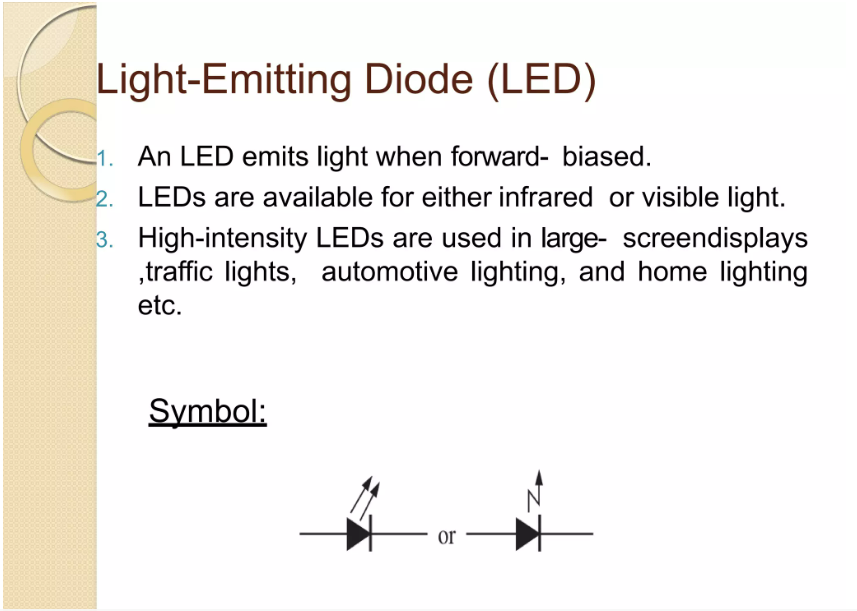 Light-Emitting Diode (LED)
1. An LED emits light when forward- biased.
2. LEDs are available for either infrared or visible light.
3. High-intensity LEDs are used in large- screendisplays
,traffic lights, automotive lighting, and home lighting
etc.
Symbol:
or